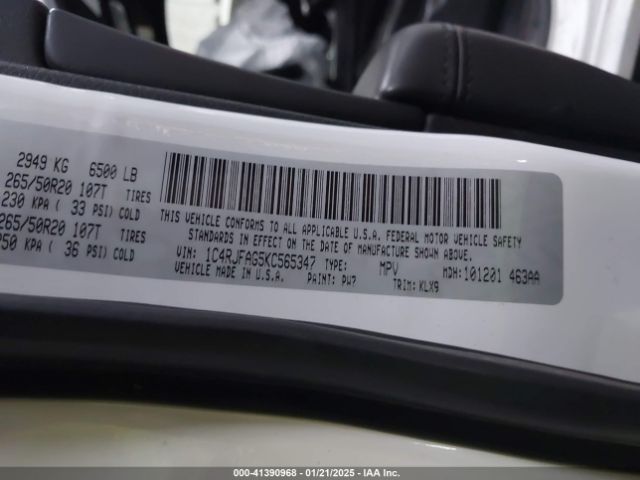 2949 KG 6500 LB
265/50R20 107T TIRES
230 KPA ( 33 PSI) COLD
265/50R20 107T TIRES
250 KPA ( 36 PSI) COLD
THIS VEHICLE CONFORMS TO ALL APPLICABLE U.S.A. FEDERAL MOTOR VEHICLE SAFETY
STANDARDS IN EFFECT ON THE DATE OF MANUFACTURE SHOWN ABOVE.
VIN: 1C4RJFAG5KC565347 TYPE: MPV MDH:101201 463AA
VEHICLE MADE IN U.S.A. PAINT: PW7 TRIM: KLX9
000-41390968 - 01/21/2025 - IAA Inc.